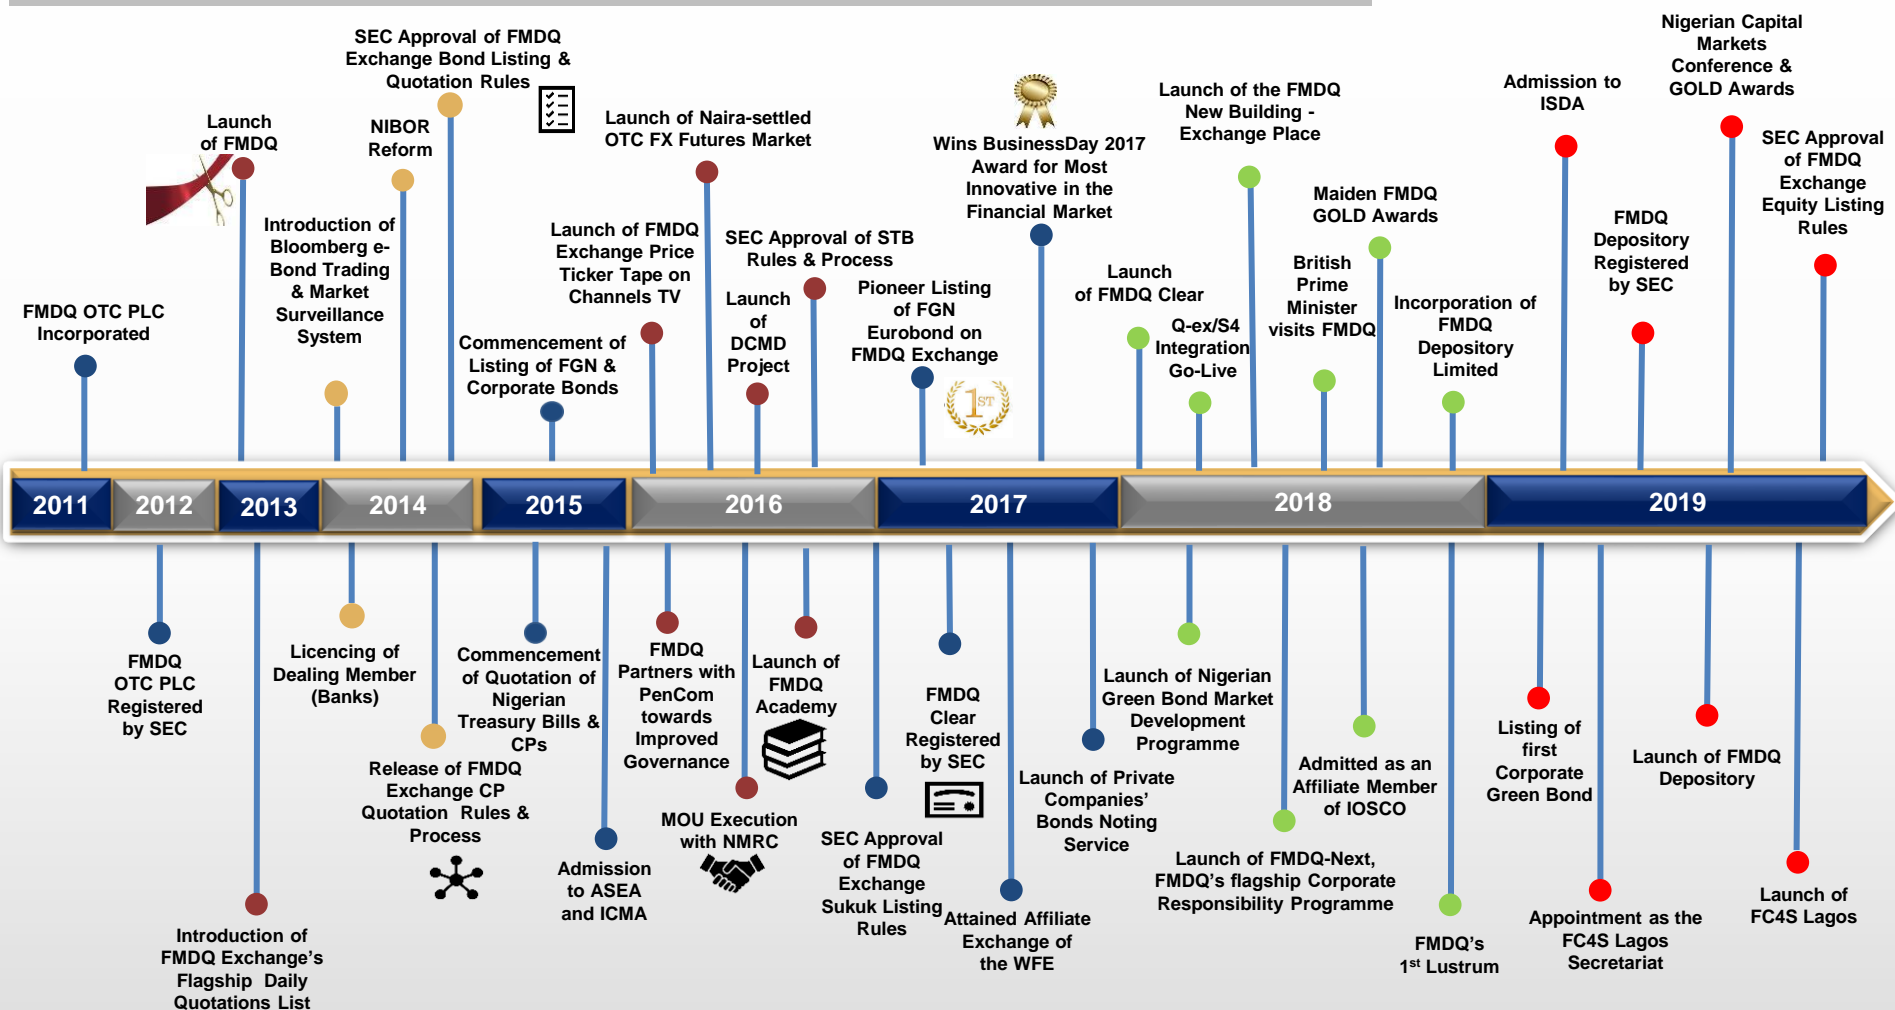 SEC Approval of FMDQ
Exchange Bond Listing &
Quotation Rules
Launch
of FMDQ
NIBOR
Reform
Introduction of
Bloomberg e-
Bond Trading
& Market
Surveillance
System
FMDQ OTC PLC
Incorporated
Commencement of
Listing of FGN &
Corporate Bonds
Launch of Naira-settled
OTC FX Futures Market
Launch of FMDQ
Exchange Price
Ticker Tape on
Channels TV
SEC Approval of STB
Rules & Process
Launch
of
DCMD
Project
Pioneer Listing
of FGN
Eurobond on
FMDQ Exchange
1ST
Wins BusinessDay 2017
Award for Most
Innovative in the
Financial Market
Launch
of FMDQ Clear
Q-ex/S4
Integration
Go-Live
Launch of the FMDQ
New Building -
Exchange Place
British
Prime
Minister
visits FMDQ
Maiden FMDQ
GOLD Awards
Incorporation of
FMDQ
Depository
Limited
Admission to
ISDA
FMDQ
Depository
Registered
by SEC
Nigerian Capital
Markets
Conference &
GOLD Awards
SEC Approval
of FMDQ
Exchange
Equity Listing
Rules
2011
2012
2013
2014
2015
2016
2017
2018
2019
FMDQ
OTC PLC
Registered
by SEC
Introduction of
FMDQ Exchange’s
Flagship Daily
Quotations List
Licencing of
Dealing Member
(Banks)
Release of FMDQ
Exchange CP
Quotation Rules &
Process
Commencement
of Quotation of
Nigerian
Treasury Bills &
CPs
Admission
to ASEA
and ICMA
FMDQ
Partners with
PenCom
towards
Improved
Governance
MOU Execution
with NMRC
Launch of
FMDQ
Academy
SEC Approval
of FMDQ
Exchange
Sukuk Listing
Rules
FMDQ
Clear
Registered
by SEC
Attained Affiliate
Exchange of
the WFE
Launch of Private
Companies’
Bonds Noting
Service
Launch of Nigerian
Green Bond Market
Development
Programme
Launch of FMDQ-Next,
FMDQ’s flagship Corporate
Responsibility Programme
Admitted as an
Affiliate Member
of IOSCO
FMDQ’s
1st Lustrum
Listing of
first
Corporate
Green Bond
Appointment as the
FC4S Lagos
Secretariat
Launch of FMDQ
Depository
Launch of
FC4S Lagos